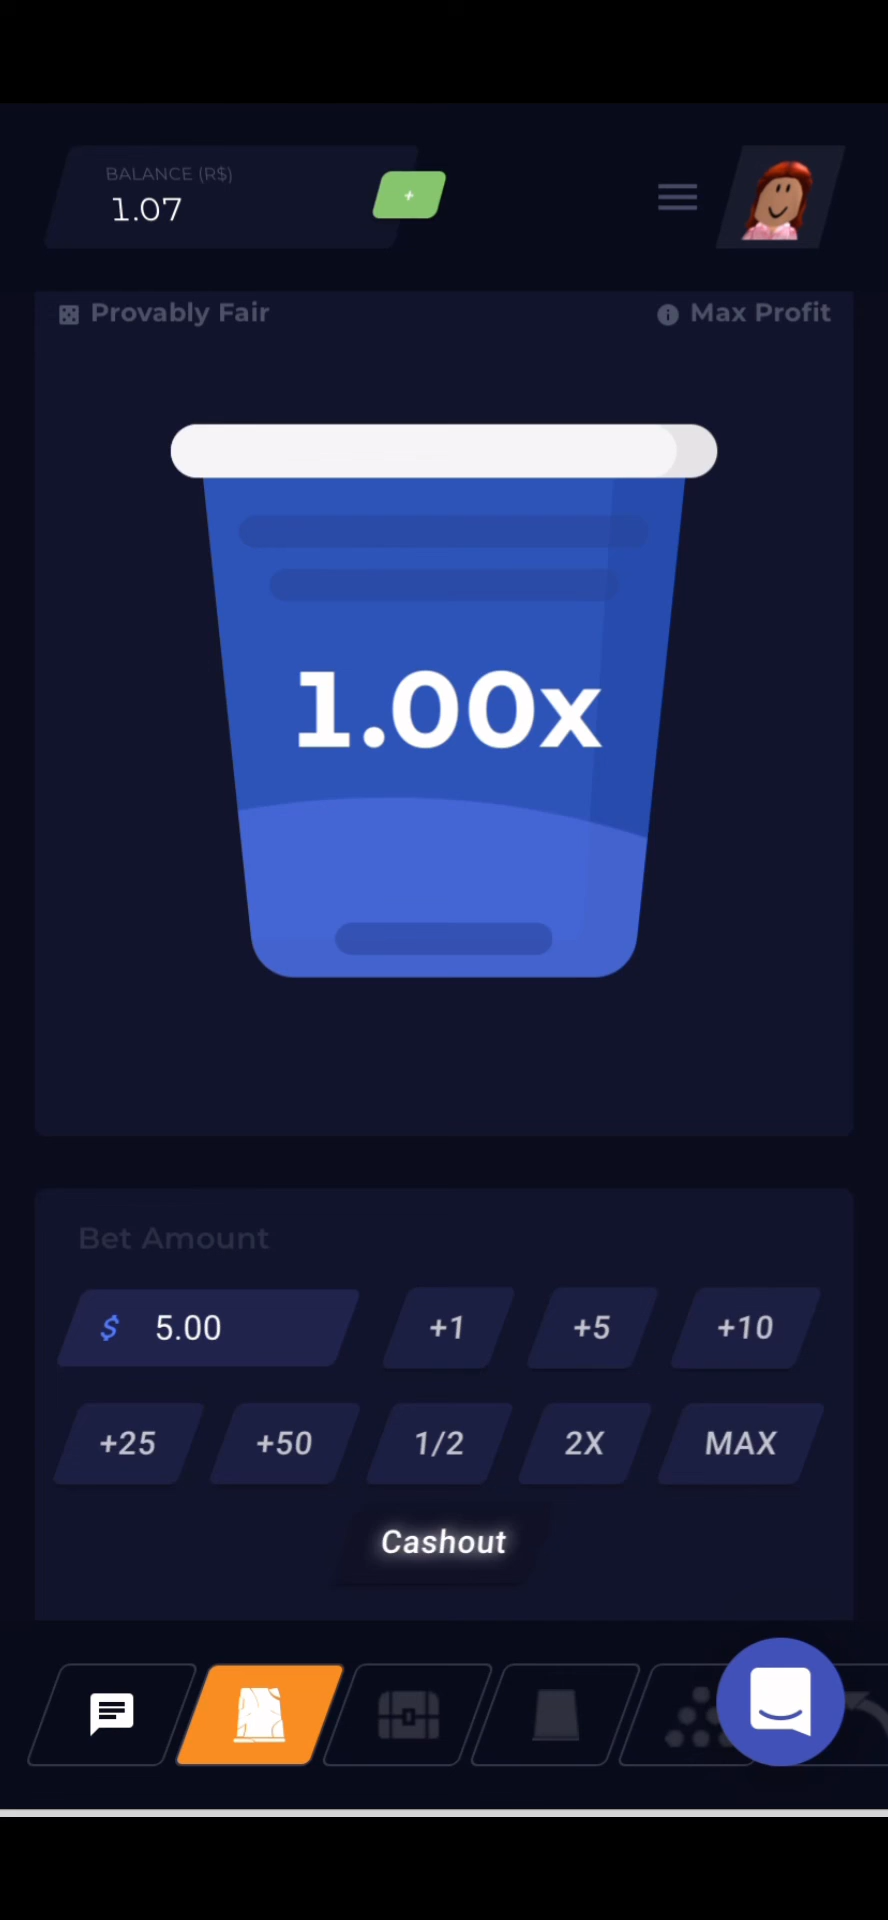 BALANCE (R$)
1.07
+
Provably Fair
Max Profit
1.00x
Bet Amount
$ 5.00
+1
+5
+10
+25
+50
1/2
2X
MAX
Cashout